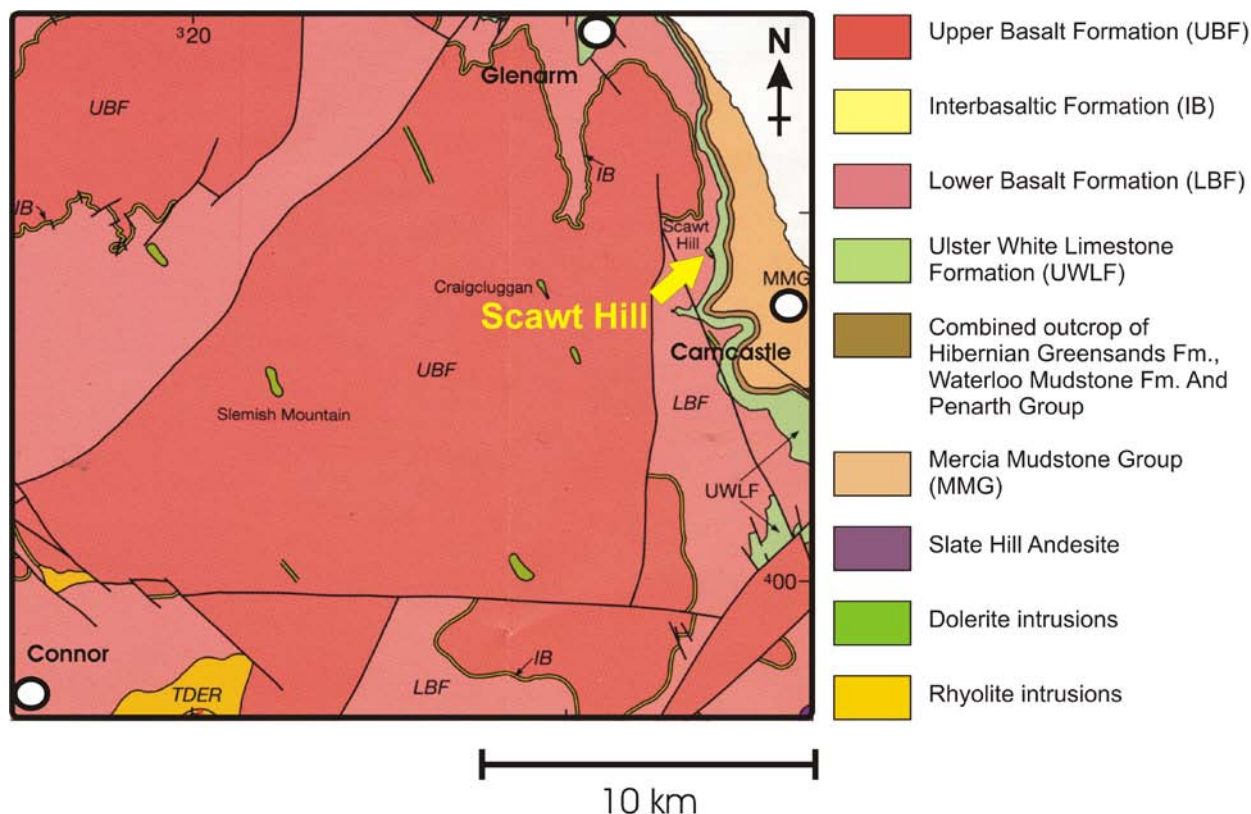 ³20
N
Glenarm
UBF
IB
IB
Scawt
Hill
MMG
Craigcluggan
Scawt Hill
Carncastle
UBF
LBF
Slemish Mountain
UWLF
⁴00
Connor
TDER
LBF
IB
10 km
Upper Basalt Formation (UBF)
Interbasaltic Formation (IB)
Lower Basalt Formation (LBF)
Ulster White Limestone
Formation (UWLF)
Combined outcrop of
Hibernian Greensands Fm.,
Waterloo Mudstone Fm. And
Penarth Group
Mercia Mudstone Group
(MMG)
Slate Hill Andesite
Dolerite intrusions
Rhyolite intrusions